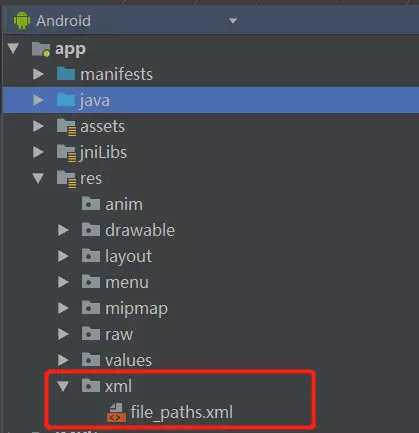 Android
app
manifests
java
assets
jniLibs
res
anim
drawable
layout
menu
mipmap
raw
values
xml
file_paths.xml